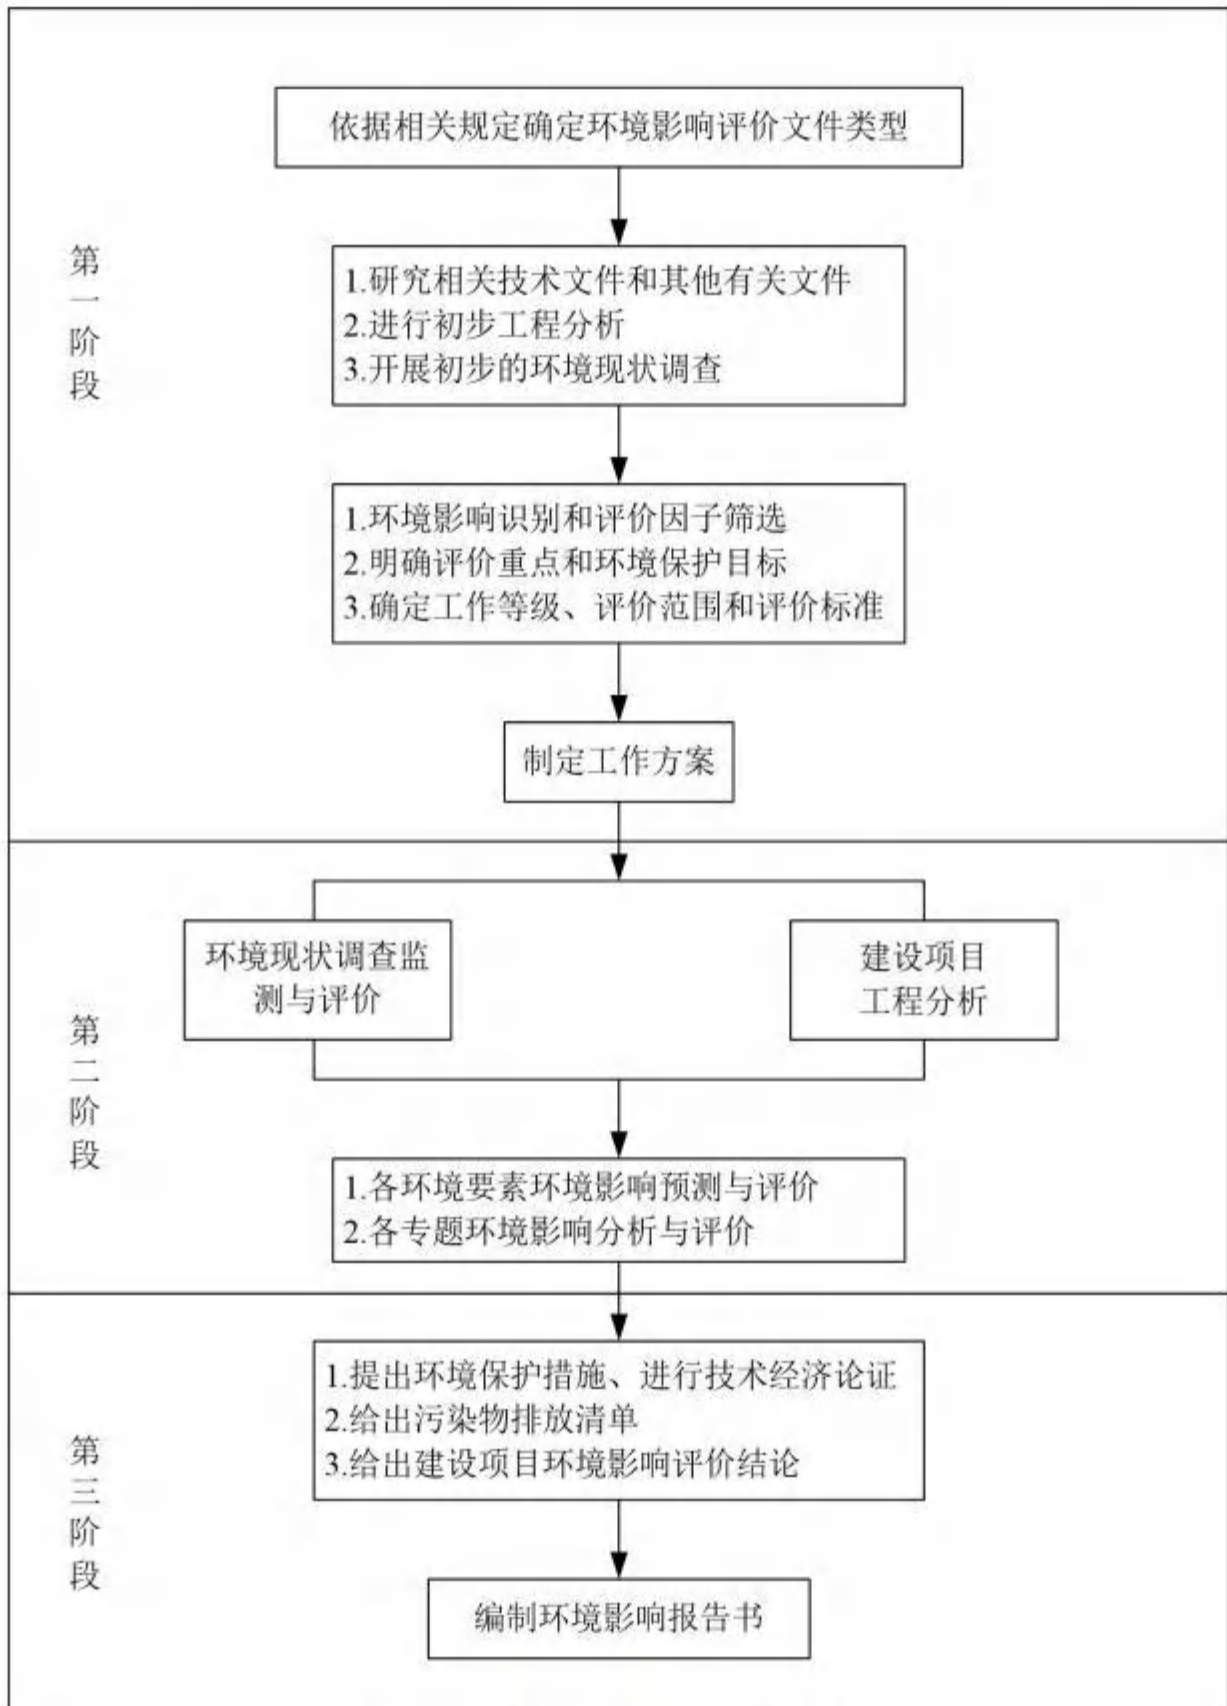 依据相关规定确定环境影响评价文件类型
第一阶段
1.研究相关技术文件和其他有关文件
2.进行初步工程分析
3.开展初步的环境现状调查
1.环境影响识别和评价因子筛选
2.明确评价重点和环境保护目标
3.确定工作等级、评价范围和评价标准
制定工作方案
第二阶段
环境现状调查监
测与评价
建设项目
工程分析
1.各环境要素环境影响预测与评价
2.各专题环境影响分析与评价
第三阶段
1.提出环境保护措施、进行技术经济论证
2.给出污染物排放清单
3.给出建设项目环境影响评价结论
编制环境影响报告书